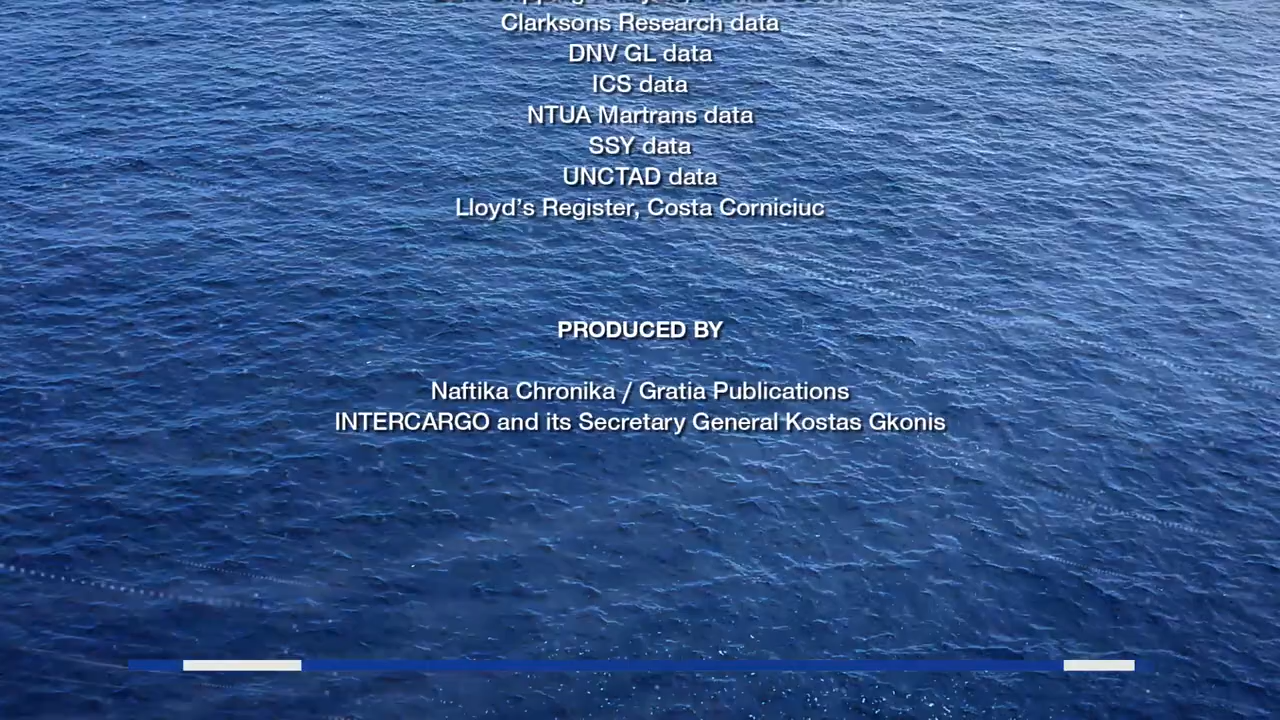 Clarksons Research data
DNV GL data
ICS data
NTUA Martrans data
SSY data
UNCTAD data
Lloyd’s Register, Costa Corniciuc
PRODUCED BY
Naftika Chronika / Gratia Publications
INTERCARGO and its Secretary General Kostas Gkonis